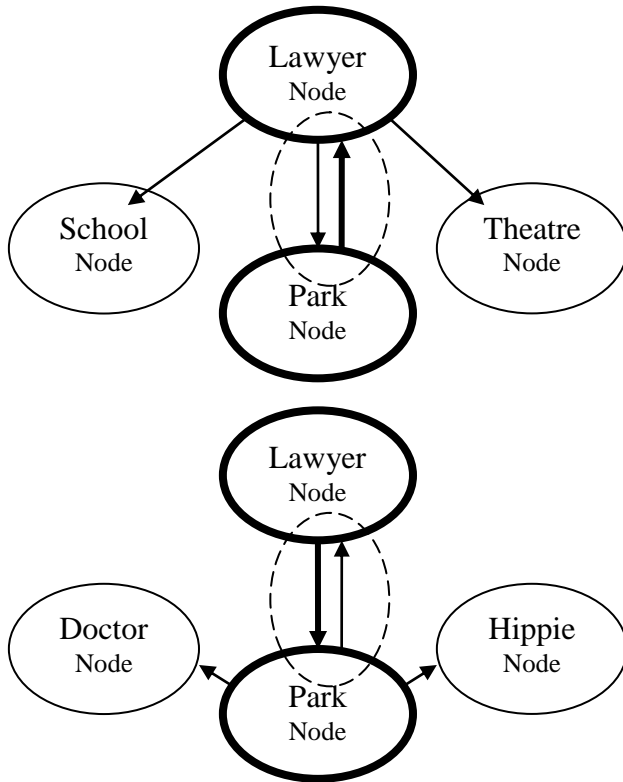 Lawyer
Node
School
Node
Theatre
Node
Park
Node
Lawyer
Node
Doctor
Node
Hippie
Node
Park
Node